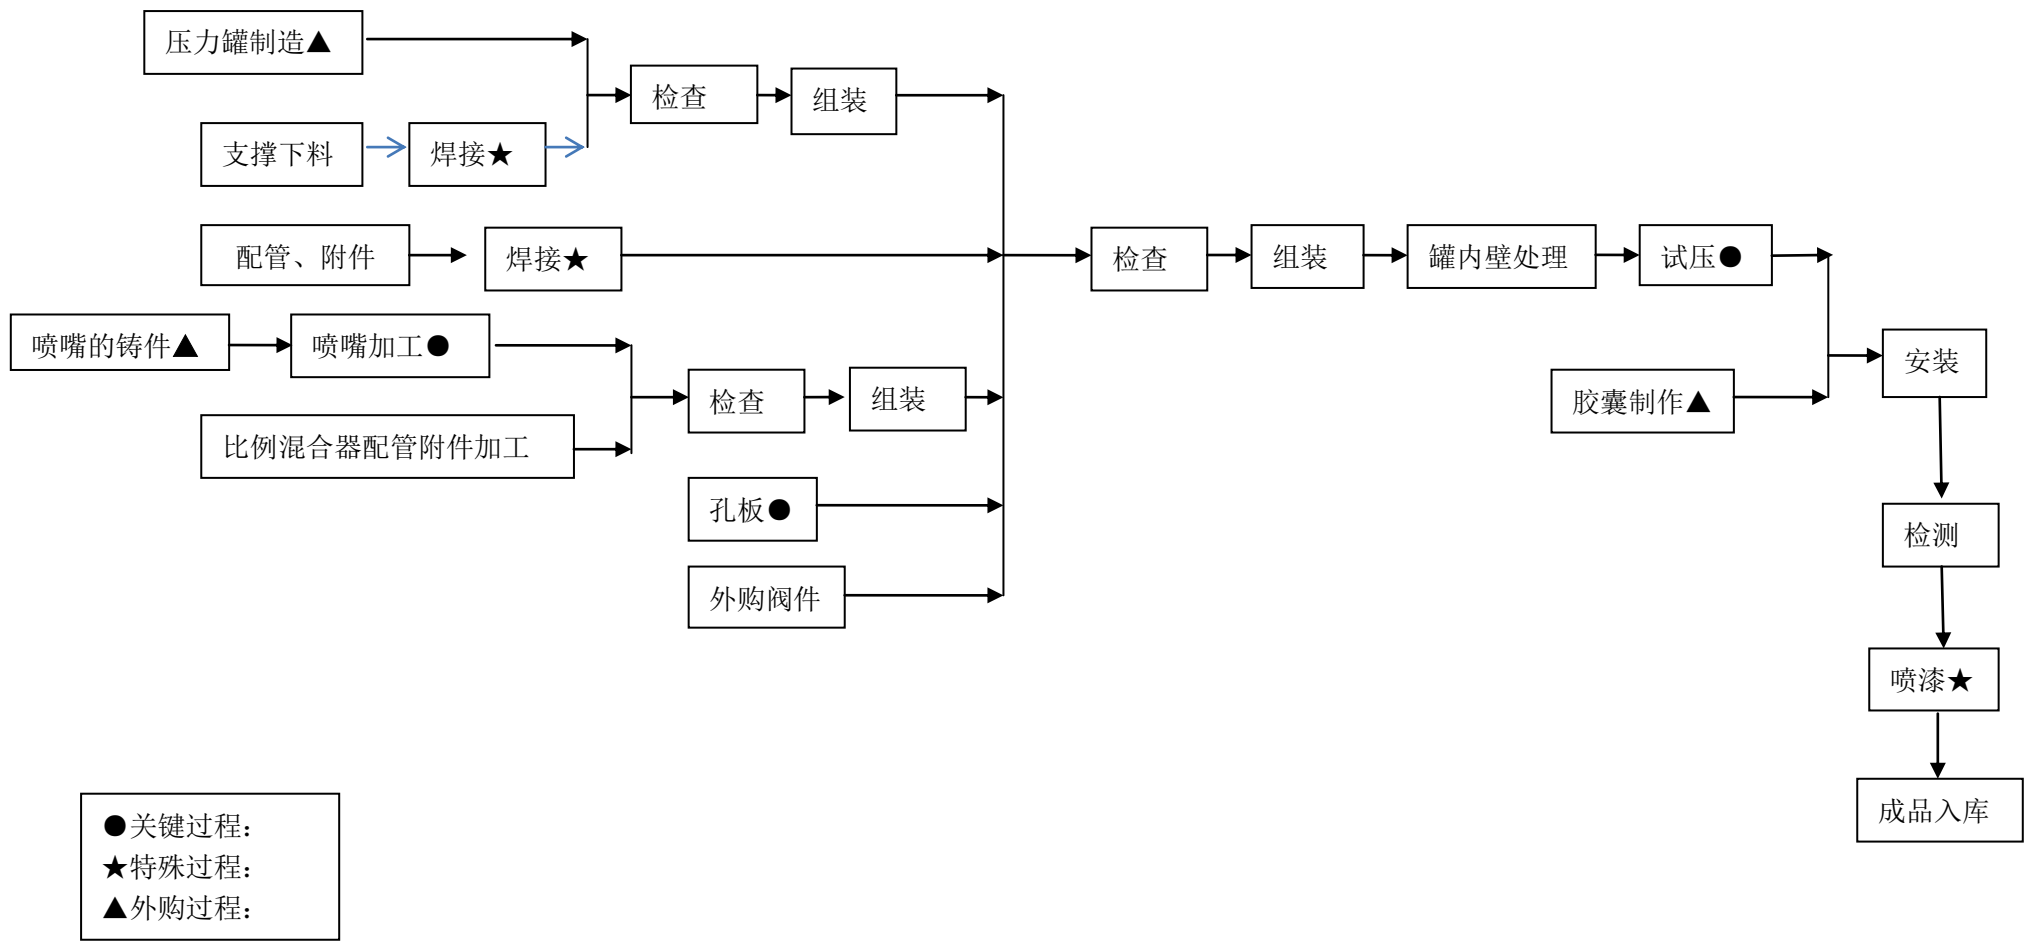 压力罐制造▲
检查
组装
支撑下料
焊接★
配管、附件
焊接★
检查
组装
罐内壁处理
试压●
喷嘴的铸件▲
喷嘴加工●
检查
组装
比例混合器配管附件加工
孔板●
外购阀件
胶囊制作▲
安装
检测
喷漆★
成品入库
●关键过程：
★特殊过程：
▲外购过程：